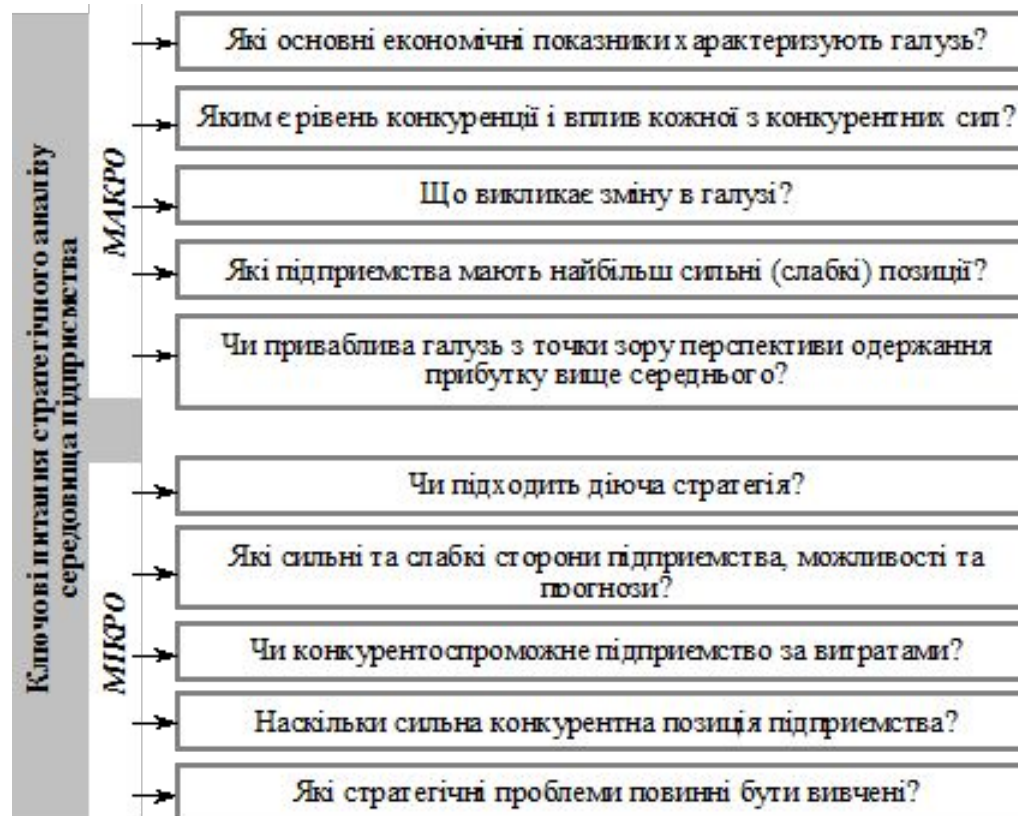 Ключові питання стратегічного аналізу
середовища підприємства
МАКРО
Які основні економічні показники характеризують галузь?
Яким є рівень конкуренції і вплив кожної з конкурентних сил?
Що викликає зміну в галузі?
Які підприємства мають найбільш сильні (слабкі) позиції?
Чи приваблива галузь з точки зору перспективи одержання
прибутку вище середнього?
МІКРО
Чи підходить діюча стратегія?
Які сильні та слабкі сторони підприємства, можливості та
прогнози?
Чи конкурентоспроможне підприємство за витратами?
Наскільки сильна конкурентна позиція підприємства?
Які стратегічні проблеми повинні бути вивчені?